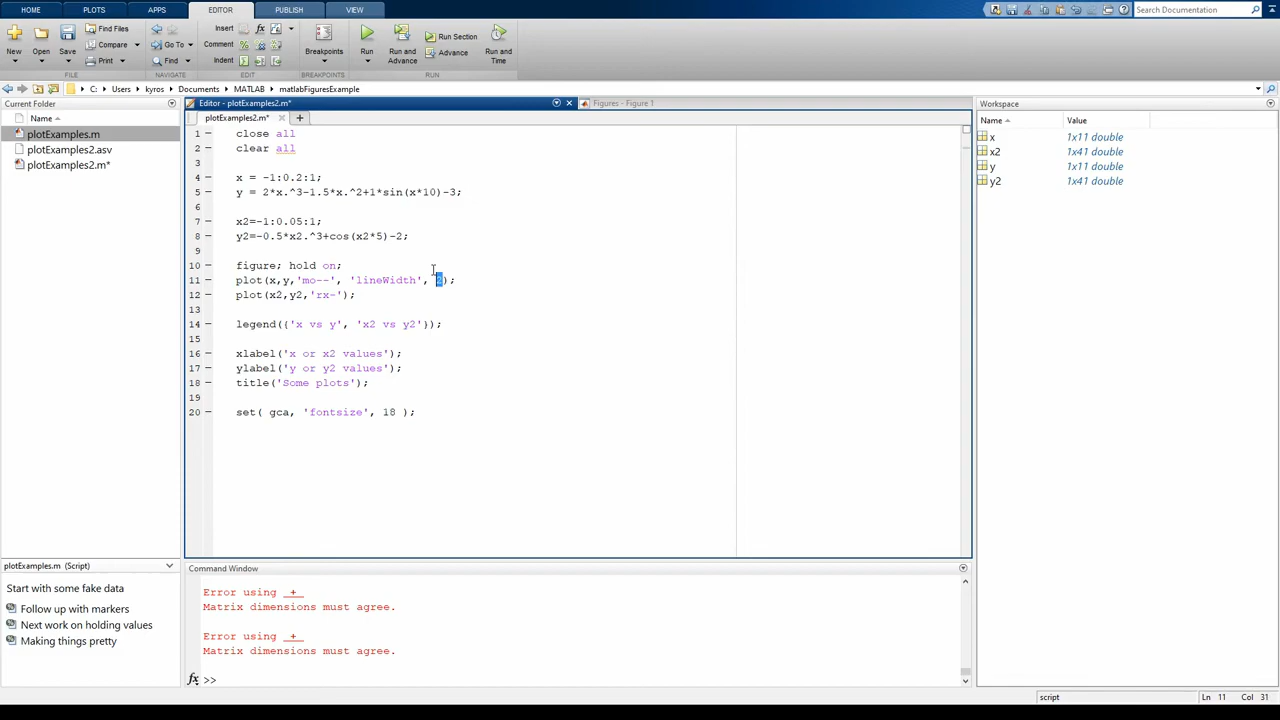 HOME PLOTS APPS EDITOR PUBLISH VIEW
Search Documentation
New Open Save Find Files Compare Print
Go To Find
Insert fx
Comment
Indent
Breakpoints
Run Run and Advance Run Section Advance Run and Time
FILE NAVIGATE EDIT BREAKPOINTS RUN
C: Users kyros Documents MATLAB matlabFiguresExample
Current Folder
Name
plotExamples.m
plotExamples2.asv
plotExamples2.m*
plotExamples.m (Script)
Start with some fake data
Follow up with markers
Next work on holding values
Making things pretty
Editor - plotExamples2.m*
Figures - Figure 1
plotExamples2.m*
1 close all
2 clear all
3
4 x = -1:0.2:1;
5 y = 2*x.^3-1.5*x.^2+1*sin(x*10)-3;
6
7 x2=-1:0.05:1;
8 y2=-0.5*x2.^3+cos(x2*5)-2;
9
10 figure; hold on;
11 plot(x,y,'mo--', 'lineWidth', 2);
12 plot(x2,y2,'rx-');
13
14 legend({'x vs y', 'x2 vs y2'});
15
16 xlabel('x or x2 values');
17 ylabel('y or y2 values');
18 title('Some plots');
19
20 set( gca, 'fontsize', 18 );
Command Window
Error using +
Matrix dimensions must agree.
Error using +
Matrix dimensions must agree.
fx >>
Workspace
Name Value
x 1x11 double
x2 1x41 double
y 1x11 double
y2 1x41 double
script Ln 11 Col 31